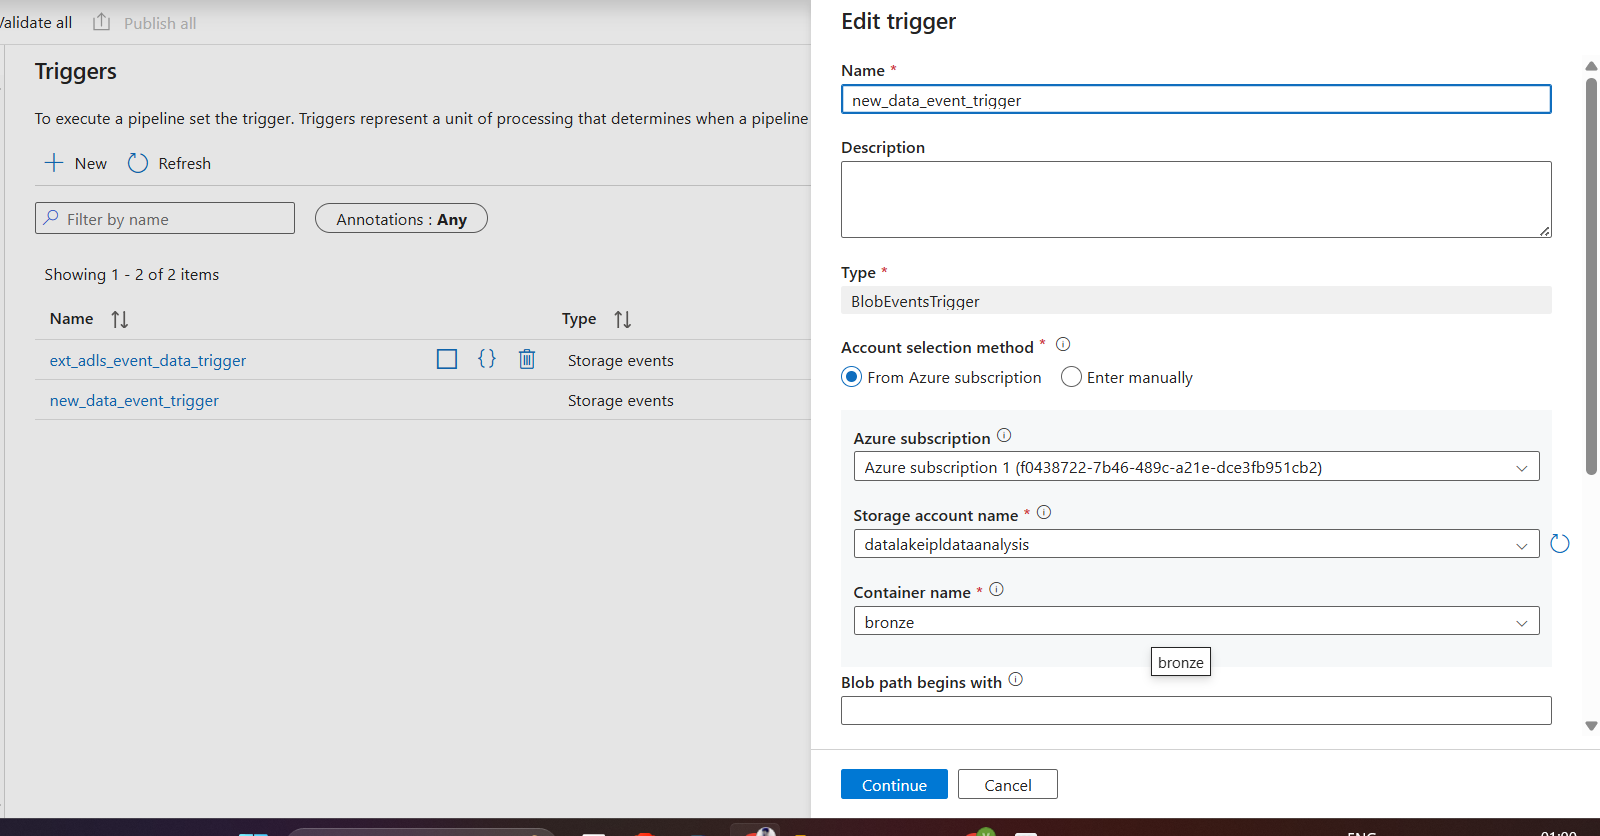 Validate all
Publish all
Triggers
To execute a pipeline set the trigger. Triggers represent a unit of processing that determines when a pipeline
New
Refresh
Filter by name
Annotations : Any
Showing 1 - 2 of 2 items
Name
Type
ext_adls_event_data_trigger
Storage events
new_data_event_trigger
Storage events
Edit trigger
Name *
new_data_event_trigger
Description
Type *
BlobEventsTrigger
Account selection method *
From Azure subscription
Enter manually
Azure subscription
Azure subscription 1 (f0438722-7b46-489c-a21e-dce3fb951cb2)
Storage account name *
datalakeipldataanalysis
Container name *
bronze
bronze
Blob path begins with
Continue
Cancel